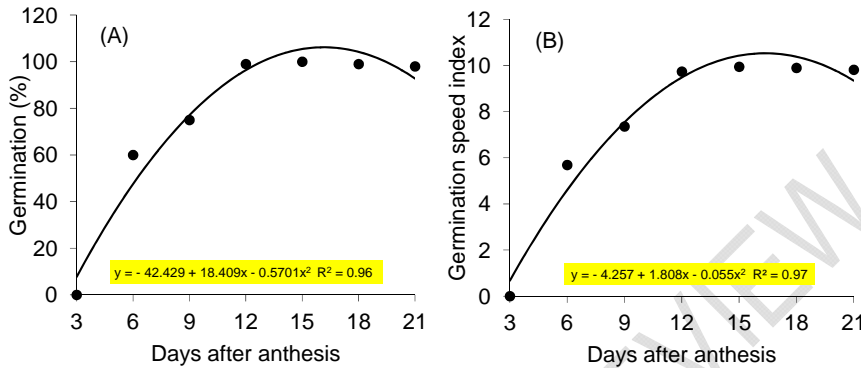 (A)
Germination (%)
120
100
80
60
40
20
0
y = - 42.429 + 18.409x - 0.5701x² R² = 0.96
3 6 9 12 15 18 21
Days after anthesis
(B)
Germination speed index
12
10
8
6
4
2
0
y = - 4.257 + 1.808x - 0.055x² R² = 0.97
3 6 9 12 15 18 21
Days after anthesis